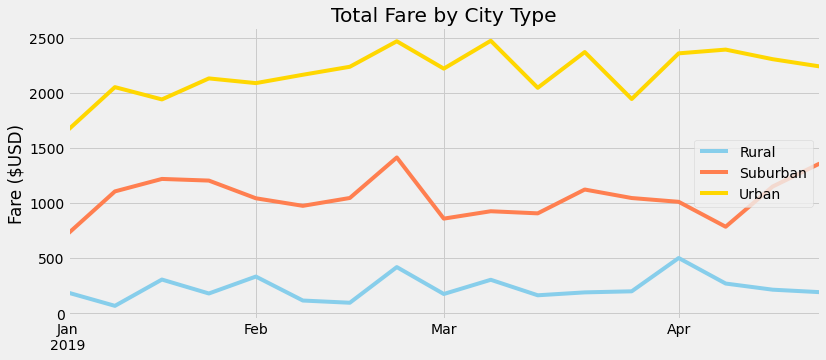 Total Fare by City Type
Fare ($USD)
2500
2000
1500
1000
500
0
Rural
Suburban
Urban
Jan
2019
Feb
Mar
Apr